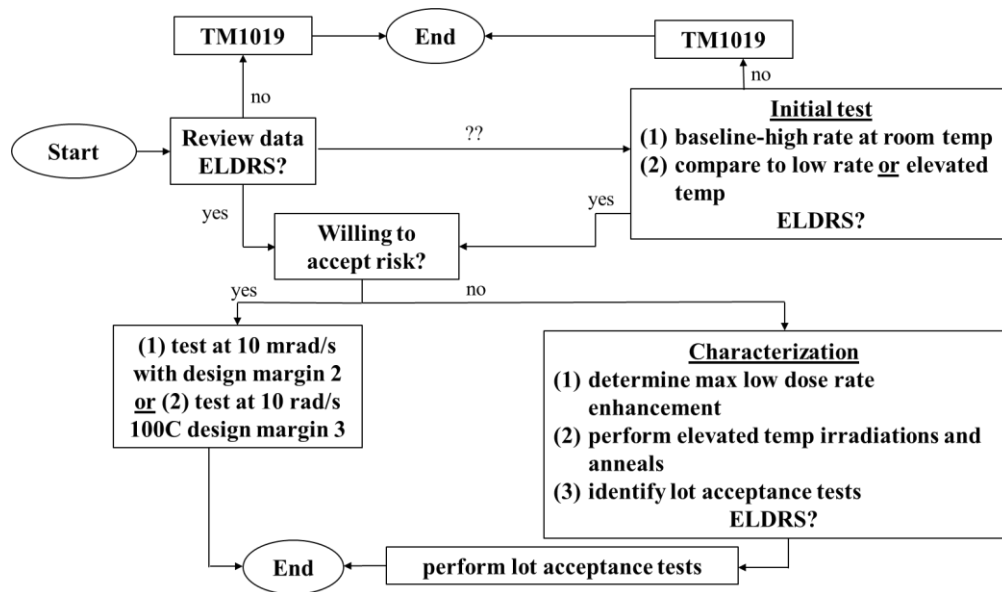 TM1019
End
TM1019
no
no
Start
Review data
ELDRS?
??
Initial test
(1) baseline-high rate at room temp
(2) compare to low rate or elevated
temp
ELDRS?
yes
yes
Willing to
accept risk?
yes
no
(1) test at 10 mrad/s
with design margin 2
or (2) test at 10 rad/s
100C design margin 3
Characterization
(1) determine max low dose rate
enhancement
(2) perform elevated temp irradiations and
anneals
(3) identify lot acceptance tests
ELDRS?
End
perform lot acceptance tests